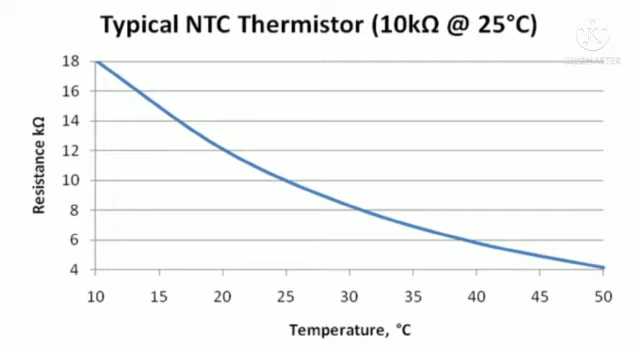 Typical NTC Thermistor (10kΩ @ 25°C)
KINEMASTER
Resistance kΩ
18
16
14
12
10
8
6
4
10 15 20 25 30 35 40 45 50
Temperature, °C